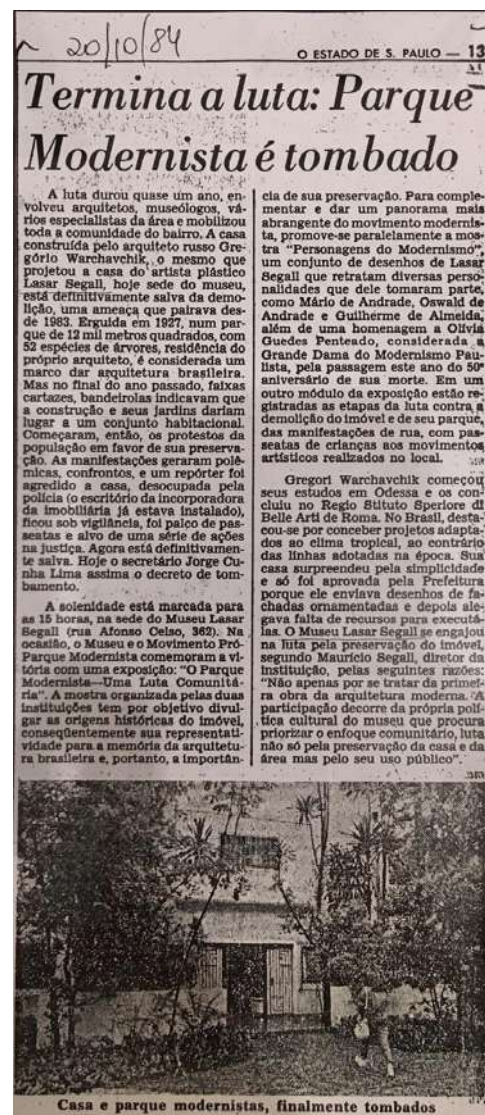 20/10/84
O ESTADO DE S. PAULO — 13
Termina a luta: Parque
Modernista é tombado
A luta durou quase um ano, en-
volveu arquitetos, museólogos, vá-
rios especialistas da área e mobilizou
toda a comunidade do bairro. A casa
construída pelo arquiteto russo Gre-
gório Warchavchik, o mesmo que
projetou a casa do artista plástico
Lasar Segall, hoje sede do museu,
está definitivamente salva da demo-
lição, uma ameaça que pairava des-
de 1983. Erguida em 1927, num par-
que de 12 mil metros quadrados, com
52 espécies de árvores, residência do
próprio arquiteto, é considerada um
marco dar arquitetura brasileira.
Mas no final do ano passado, faixas
cartazes, bandeirolas indicavam que
a construção e seus jardins dariam
lugar a um conjunto habitacional.
Começaram, então, os protestos da
população em favor de sua preserva-
ção. As manifestações geraram polê-
micas, confrontos, e um repórter foi
agredido a casa, desocupada pela
polícia (o escritório da incorporadora
da imobiliária já estava instalado),
ficou sob vigilância, foi palco de pas-
seatas e alvo de uma série de ações
na justiça. Agora está definitivamen-
te salva. Hoje o secretário Jorge Cu-
nha Lima assima o decreto de tom-
bamento.
A solenidade está marcada para
as 15 horas, na sede do Museu Lasar
Segall (rua Afonso Celso, 362). Na
ocasião, o Museu e o Movimento Pró-
Parque Modernista comemoram a vi-
tória com uma exposição: "O Parque
Modernista—Uma Luta Comunitá-
ria". A mostra organizada pelas duas
instituições tem por objetivo divul-
gar as origens históricas do imóvel,
conseqüentemente sua representati-
vidade para a memória da arquitetu-
ra brasileira e, portanto, a importân-
cia de sua preservação. Para comple-
mentar e dar um panorama mais
abrangente do movimento modernis-
ta, promove-se paralelamente a mos-
tra "Personagens do Modernismo",
um conjunto de desenhos de Lasar
Segall que retratam diversas perso-
nalidades que dele tomaram parte,
como Mário de Andrade, Oswald de
Andrade e Guilherme de Almeida,
além de uma homenagem a Olívia
Guedes Penteado, considerada a
Grande Dama do Modernismo Pau-
lista, pela passagem este ano do 50º
aniversário de sua morte. Em um
outro módulo da exposição estão re-
gistradas as etapas da luta contra a
demolição do imóvel e de seu parque,
das manifestações de rua, com pas-
seatas de crianças aos movimentos
artísticos realizados no local.
Gregori Warchavchik começou
seus estudos em Odessa e os con-
cluiu no Regio Stituto Speriore di
Belle Arti de Roma. No Brasil, desta-
cou-se por conceber projetos adapta-
dos ao clima tropical, ao contrário
das linhas adotadas na época. Sua
casa surpreendeu pela simplicidade
e só foi aprovada pela Prefeitura
porque ele enviava desenhos de fa-
chadas ornamentadas e depois ale-
gava falta de recursos para executá-
las. O Museu Lasar Segall se engajou
na luta pela preservação do imóvel,
segundo Maurício Segall, diretor da
instituição, pelas seguintes razões:
"Não apenas por se tratar da primei-
ra obra da arquitetura moderna. A
participação decorre da própria polí-
tica cultural do museu que procura
priorizar o enfoque comunitário, luta
não só pela preservação da casa e da
área mas pelo seu uso público".
Casa e parque modernistas, finalmente tombados